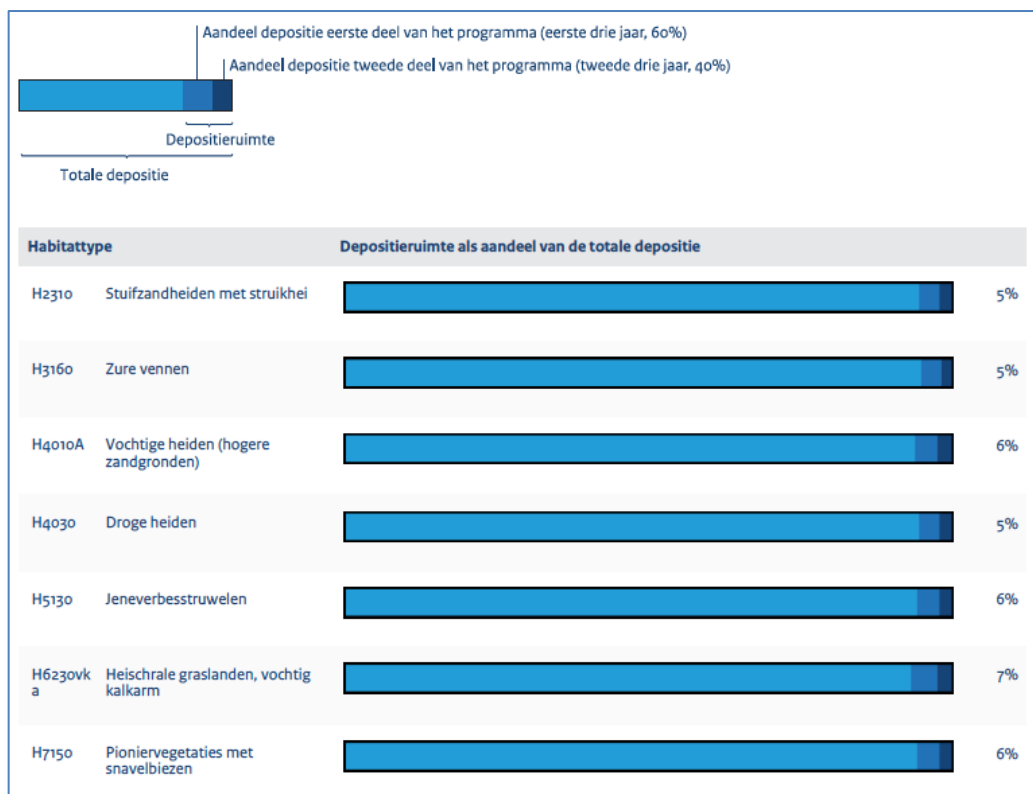 Aandeel depositie eerste deel van het programma (eerste drie jaar, 60%)
Aandeel depositie tweede deel van het programma (tweede drie jaar, 40%)
Depositieruimte
Totale depositie
Habitattype Depositieruimte als aandeel van de totale depositie
H2310 Stuifzandheiden met struikhei 5%
H3160 Zure vennen 5%
H4010A Vochtige heiden (hogere 6%
zandgronden)
H4030 Droge heiden 5%
H5130 Jeneverbesstruwelen 6%
H6230vk Heischrale graslanden, vochtig 7%
a kalkarm
H7150 Pioniervegetaties met 6%
snavelbiezen